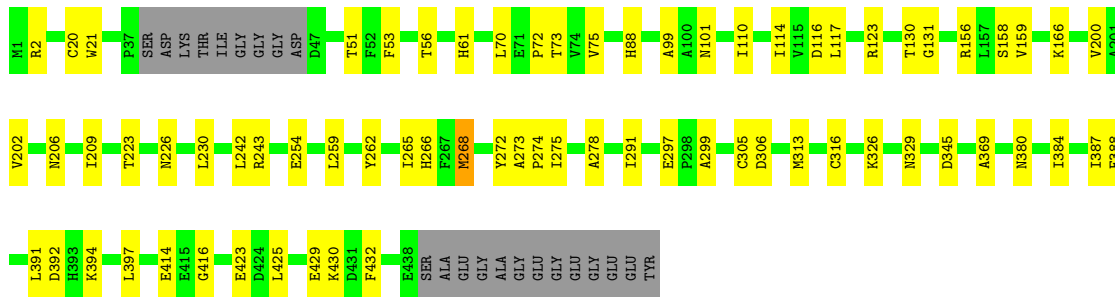 M1 R2 C20 W21 P37 SER ASP LYS THR ILE GLY GLY GLY ASP D47 T51 F52 F53 T56 H61 L70 E71 P72 T73 V74 V75 H88 A99 A100 N101 I110 I114 V115 D116 L117 R123 T130 G131 R156 L157 S158 V159 K166 V200 A201
V202 N206 I209 T223 N226 L230 L242 R243 E254 L259 Y262 I265 H266 F267 M268 Y272 A273 P274 I275 A278 I291 E297 P298 A299 C305 D306 M313 C316 K326 N329 D345 A369 N380 I384 I387 F388
L391 D392 H393 K394 L397 E414 E415 G416 E423 D424 L425 E429 K430 D431 F432 E438 SER ALA GLU GLY ALA GLY GLU GLY GLU GLY GLU GLU TYR